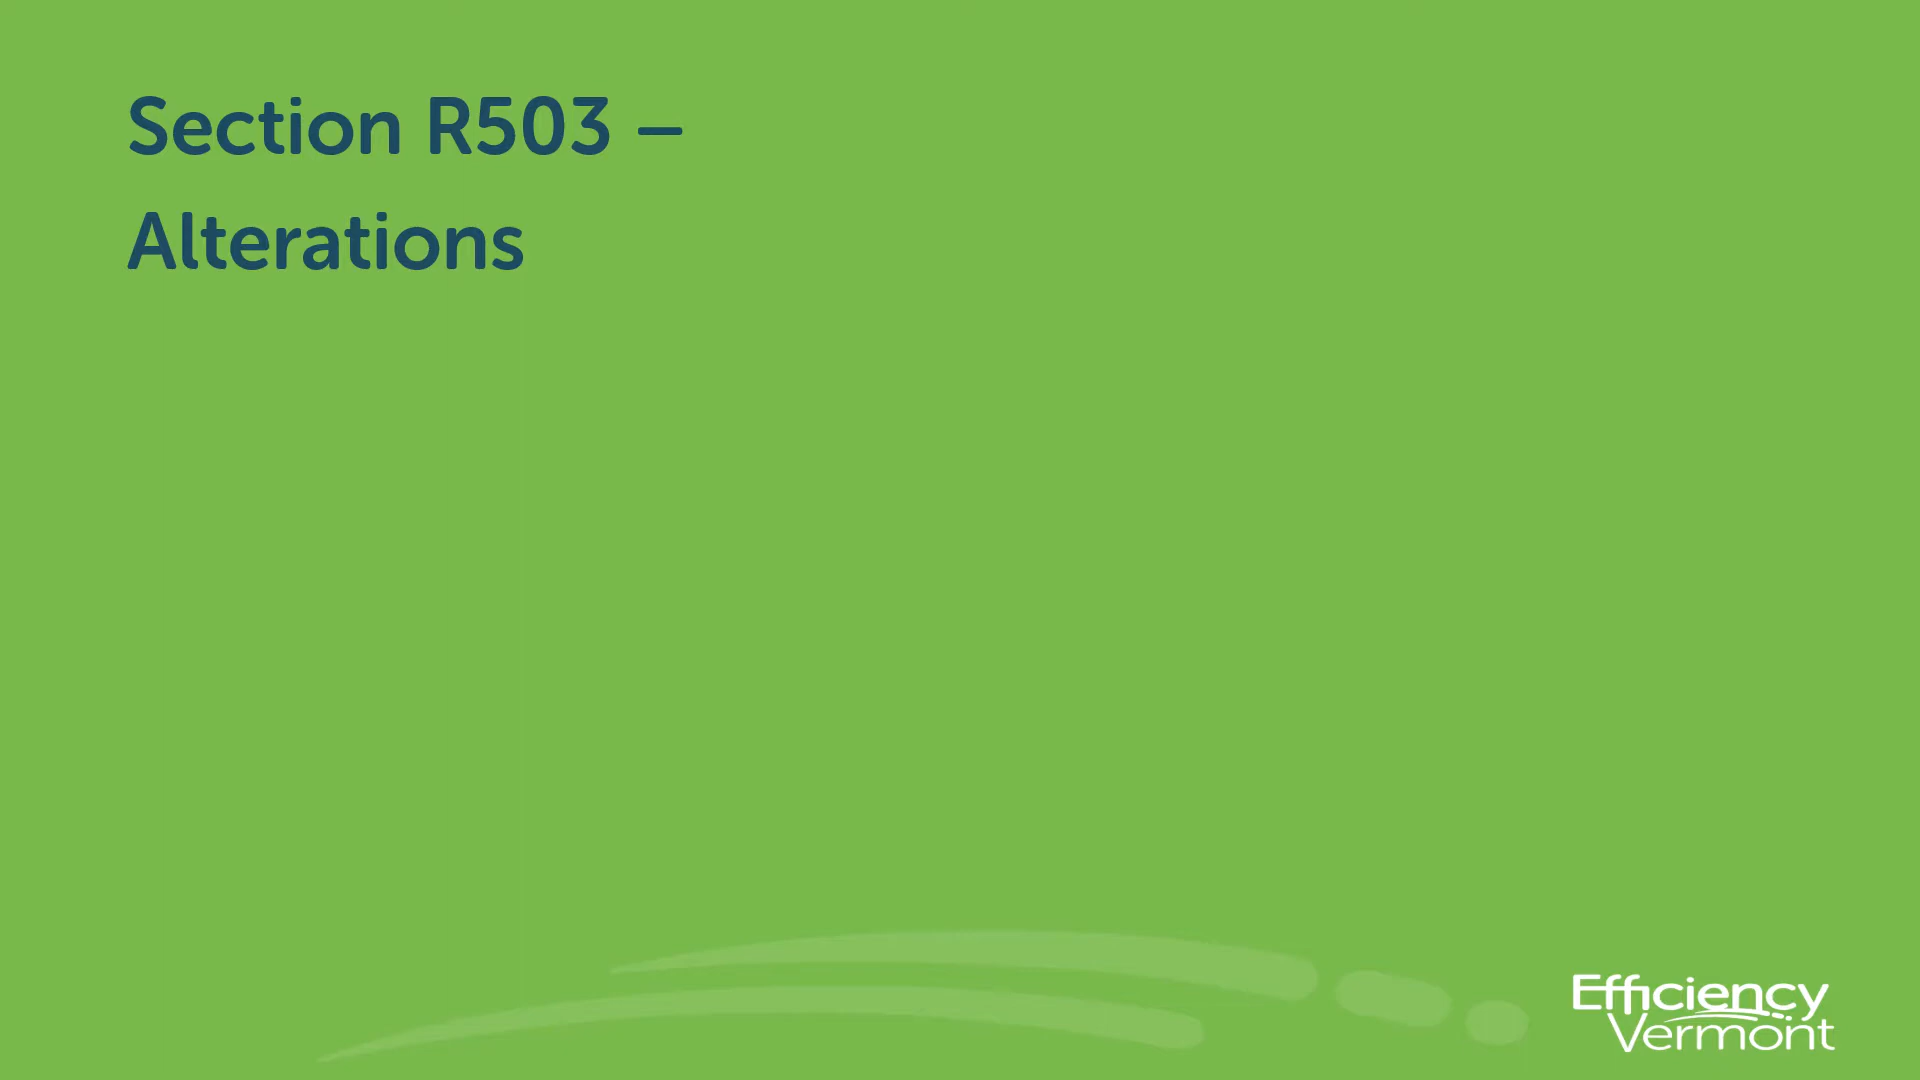 Section R503 –
Alterations
Efficiency
Vermont